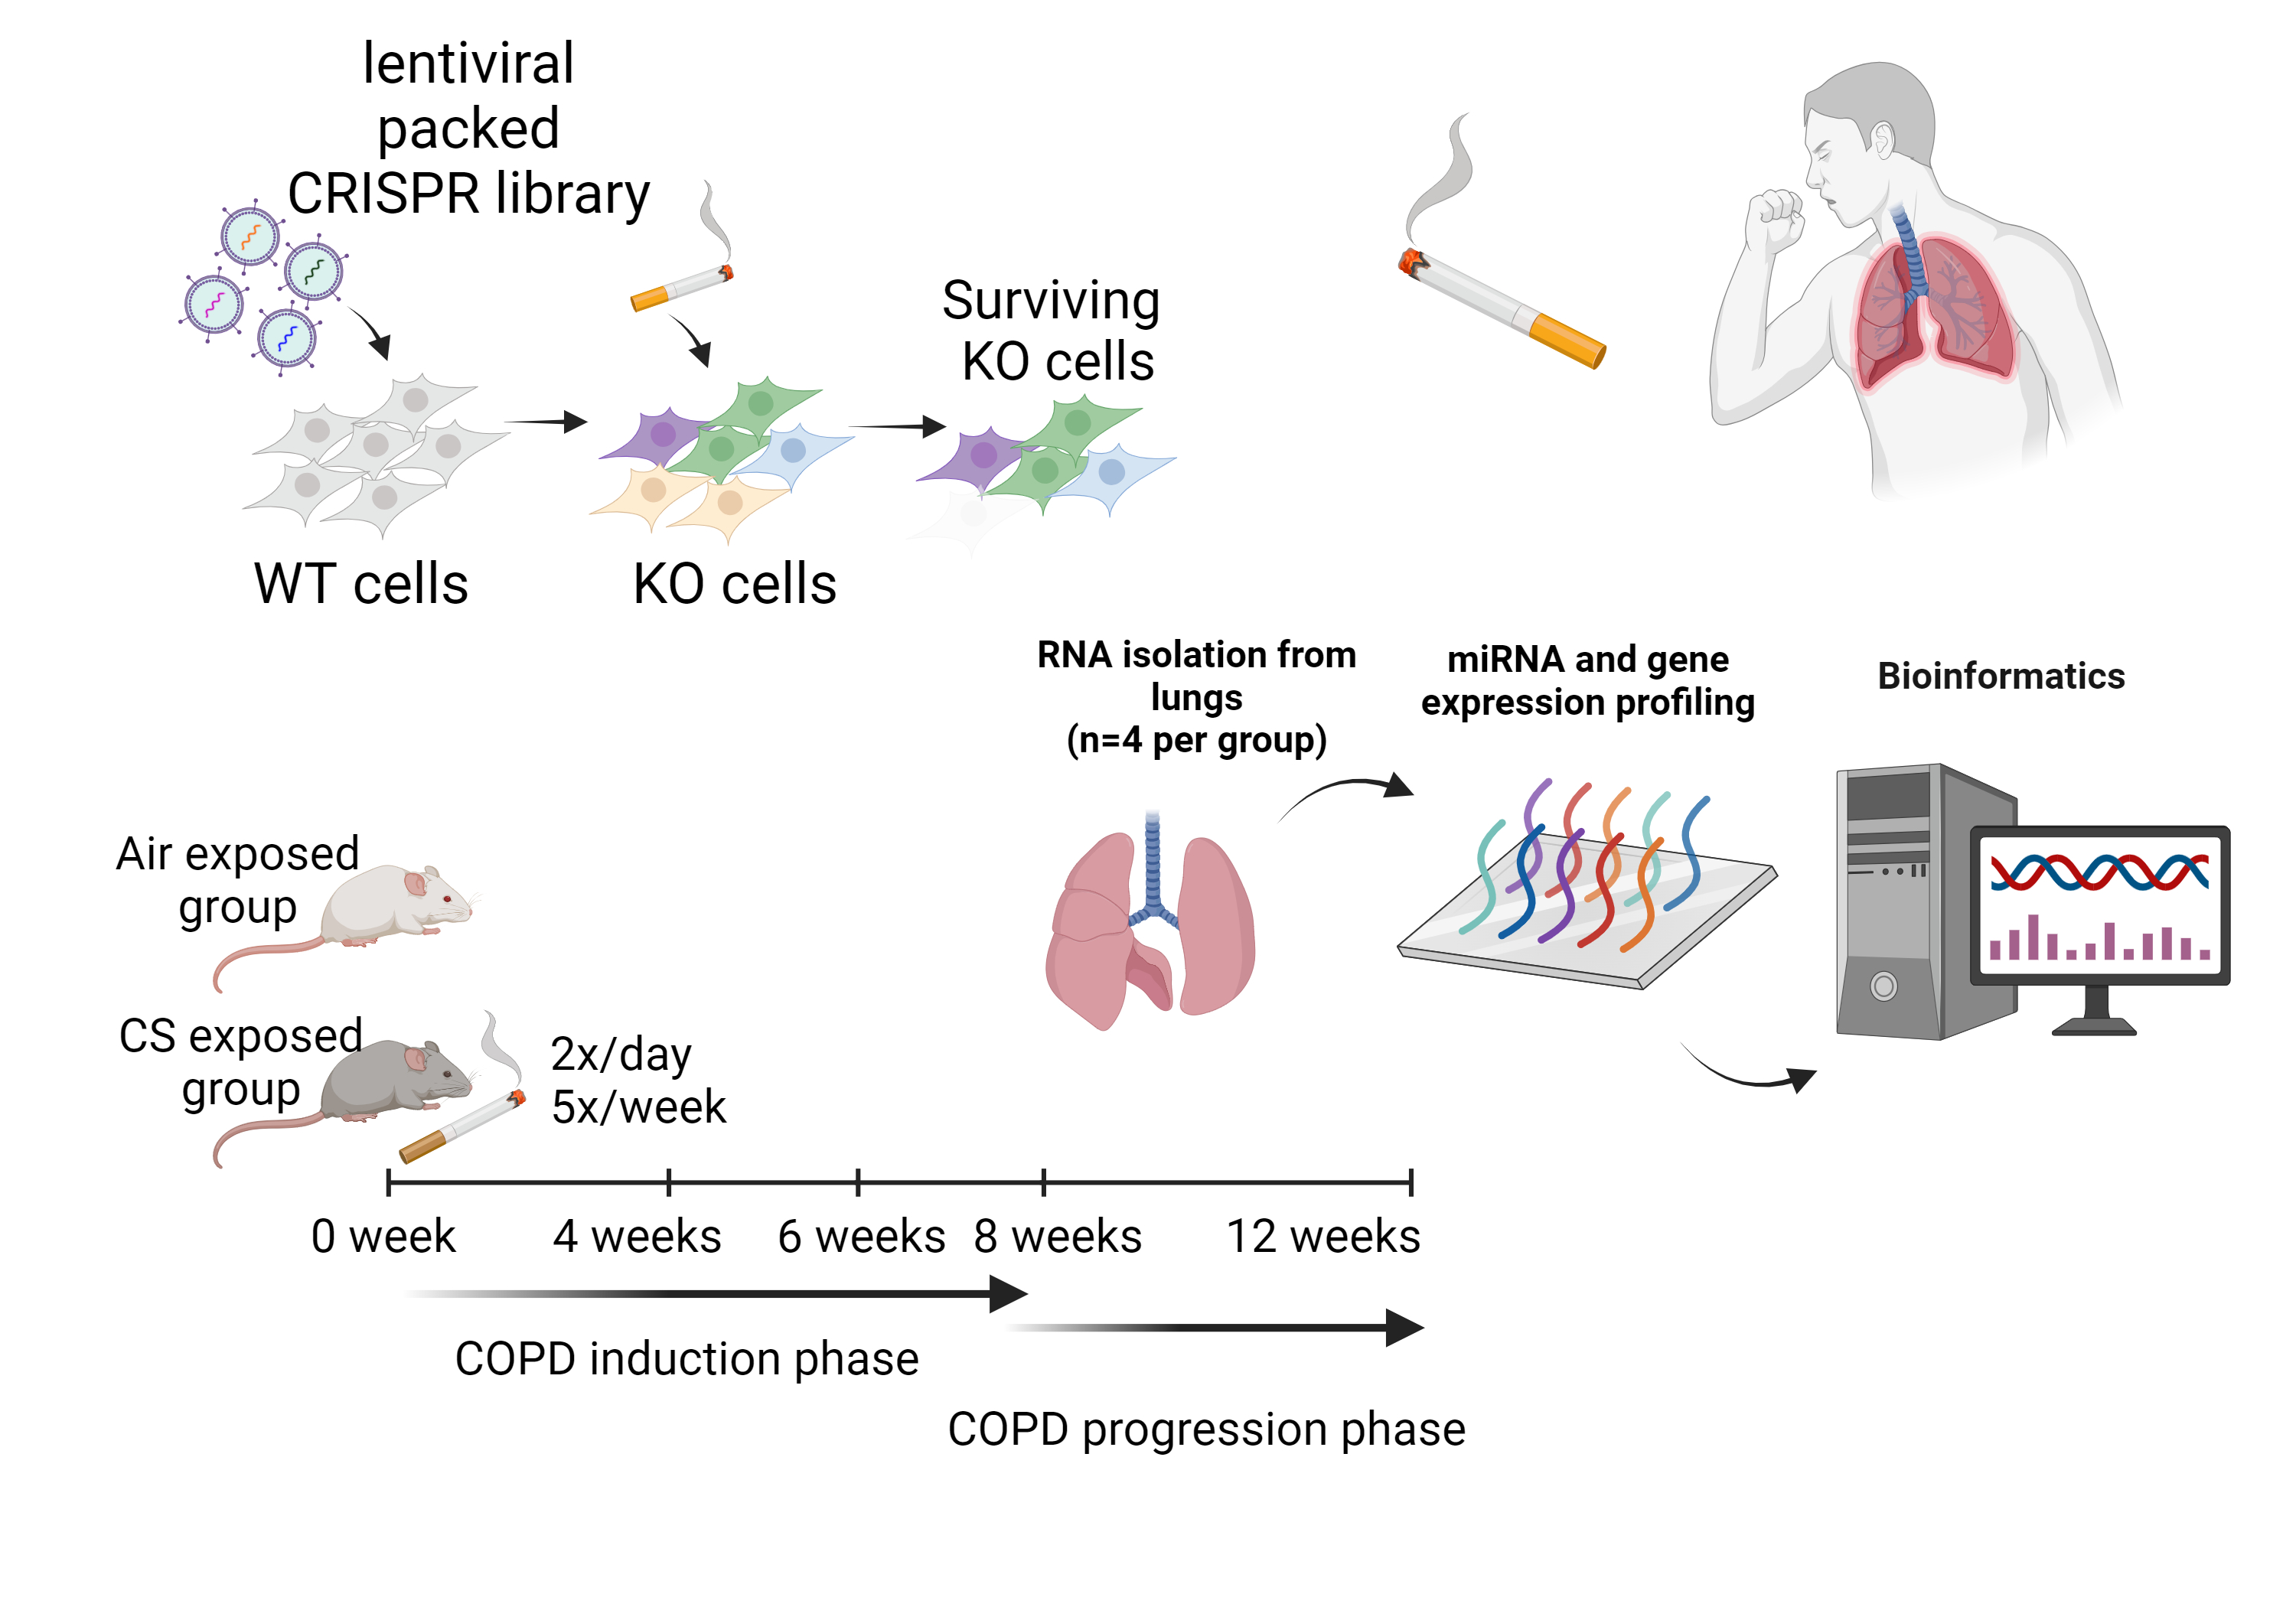 lentiviral
packed
CRISPR library
Surviving
KO cells
WT cells
KO cells
RNA isolation from
lungs
(n=4 per group)
miRNA and gene
expression profiling
Bioinformatics
Air exposed
group
CS exposed
group
2x/day
5x/week
0 week
4 weeks
6 weeks
8 weeks
12 weeks
COPD induction phase
COPD progression phase